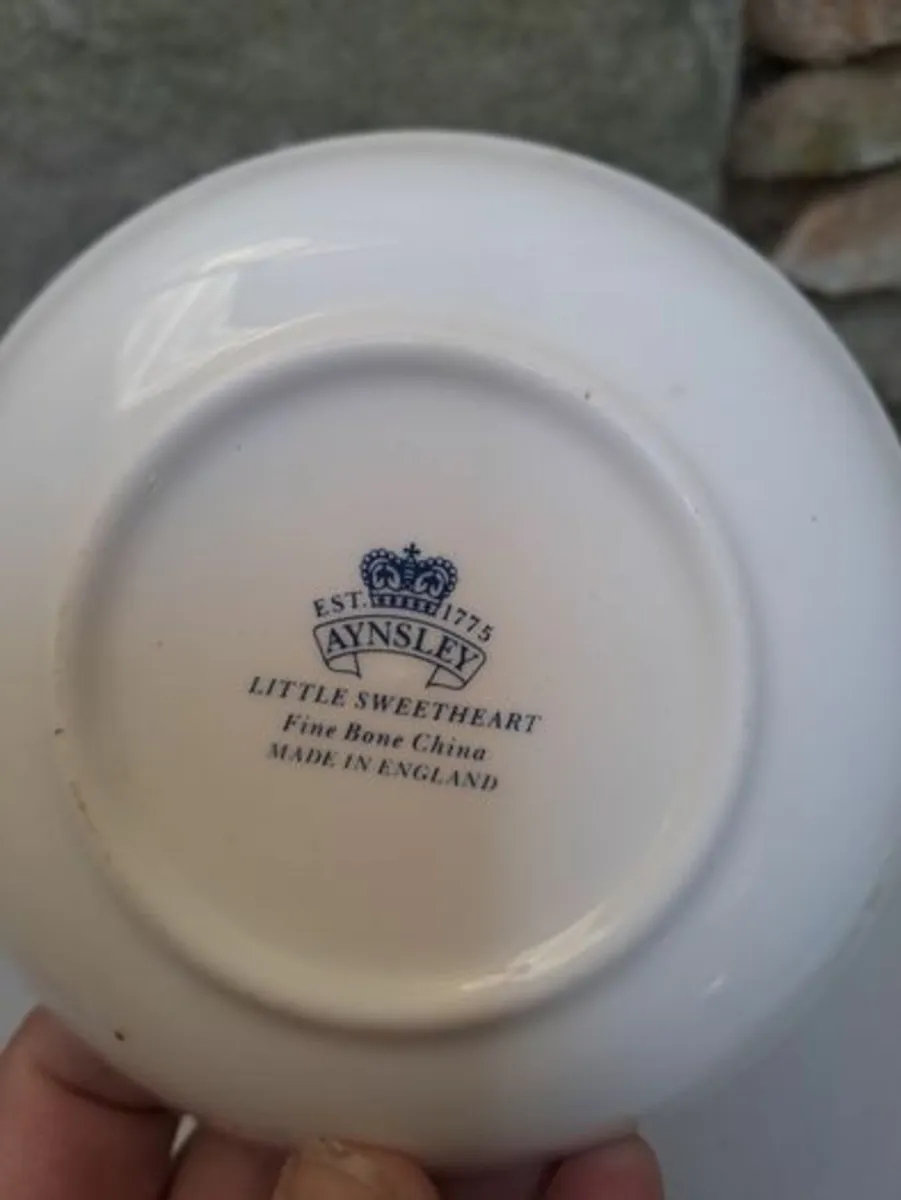 EST. 1775
AYNSLEY
LITTLE SWEETHEART
Fine Bone China
MADE IN ENGLAND